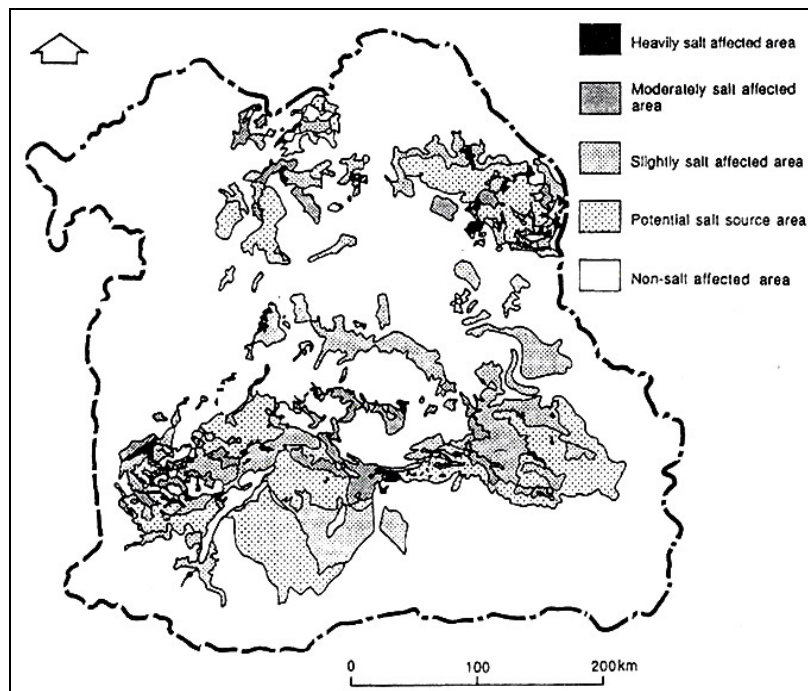 Heavily salt affected area
Moderately salt affected
area
Slightly salt affected area
Potential salt source area
Non-salt affected area
0 100 200km